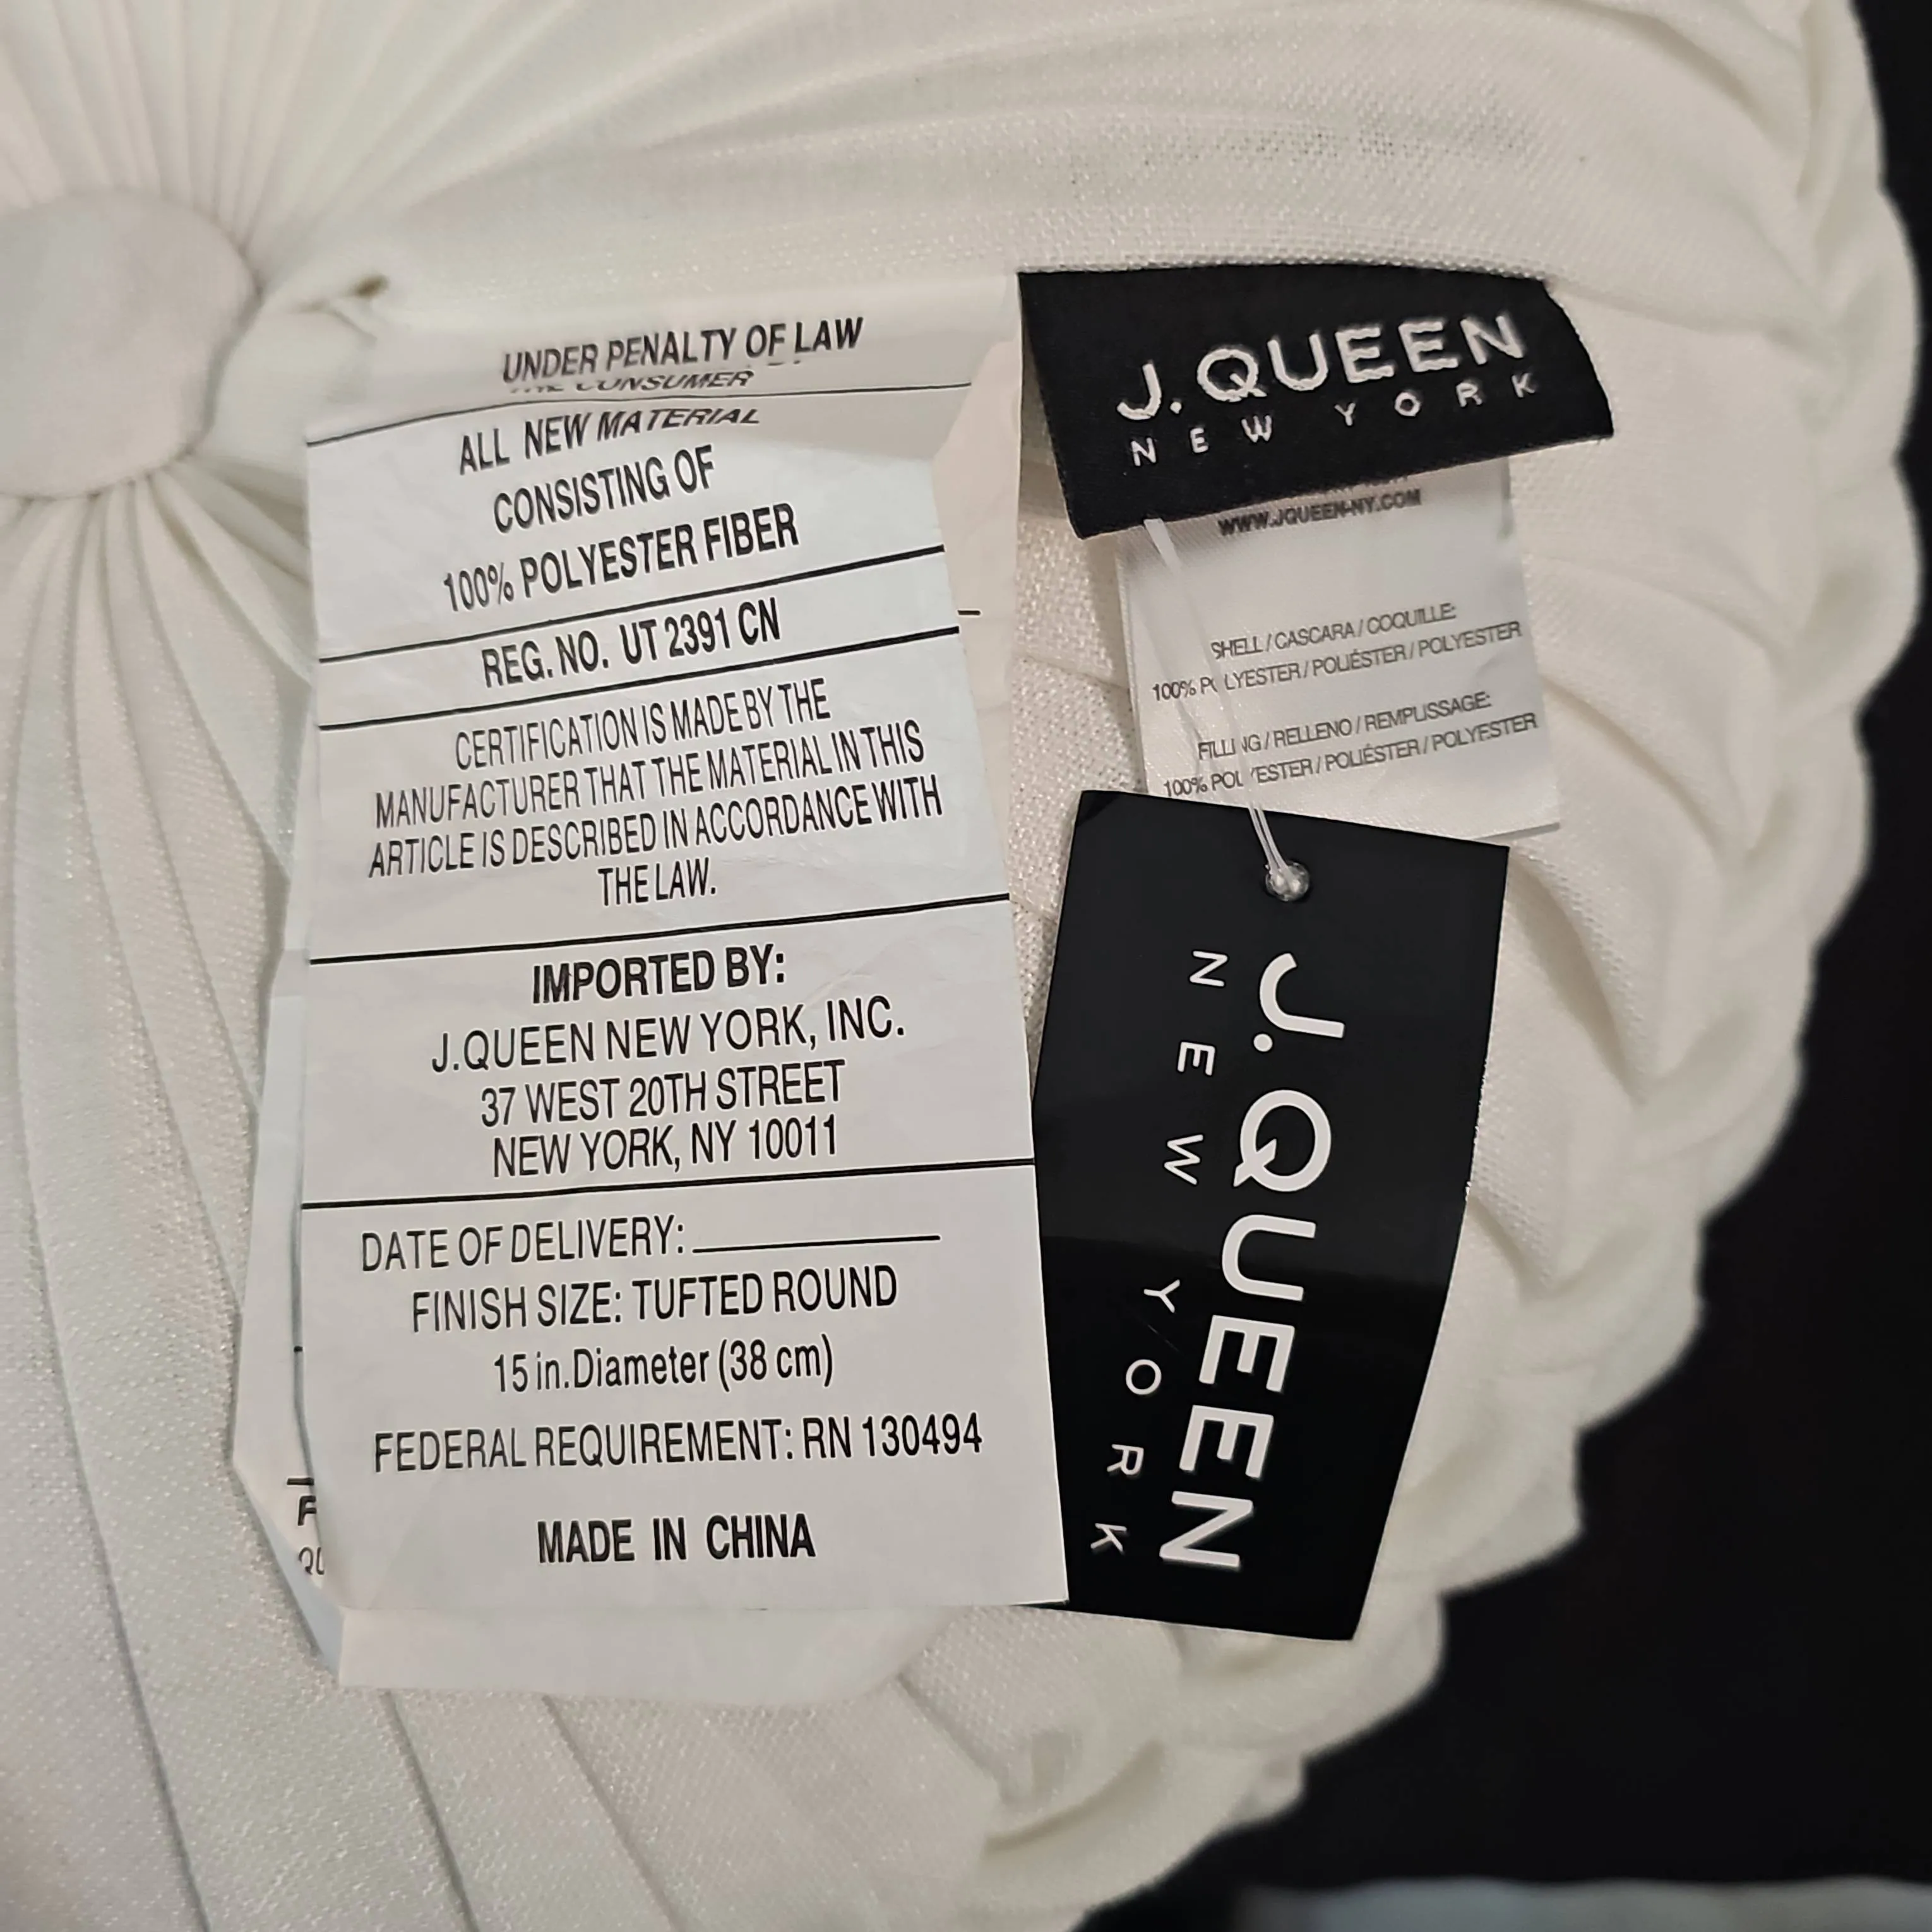 UNDER PENALTY OF LAW
THE CONSUMER
ALL NEW MATERIAL
CONSISTING OF
100% POLYESTER FIBER
REG. NO. UT 2391 CN
CERTIFICATION IS MADE BY THE
MANUFACTURER THAT THE MATERIAL IN THIS
ARTICLE IS DESCRIBED IN ACCORDANCE WITH
THE LAW.
IMPORTED BY:
J.QUEEN NEW YORK, INC.
37 WEST 20TH STREET
NEW YORK, NY 10011
DATE OF DELIVERY:
FINISH SIZE: TUFTED ROUND
15 in.Diameter (38 cm)
FEDERAL REQUIREMENT: RN 130494
MADE IN CHINA
J.QUEEN
NEW YORK
WWW.JQUEEN-NY.COM
SHELL / CASCARA / COQUILLE:
100% POLYESTER / POLIÉSTER / POLYESTER
FILLING / RELLENO / REMPLISSAGE:
100% POLYESTER / POLIÉSTER / POLYESTER
J.QUEEN
NEW YORK